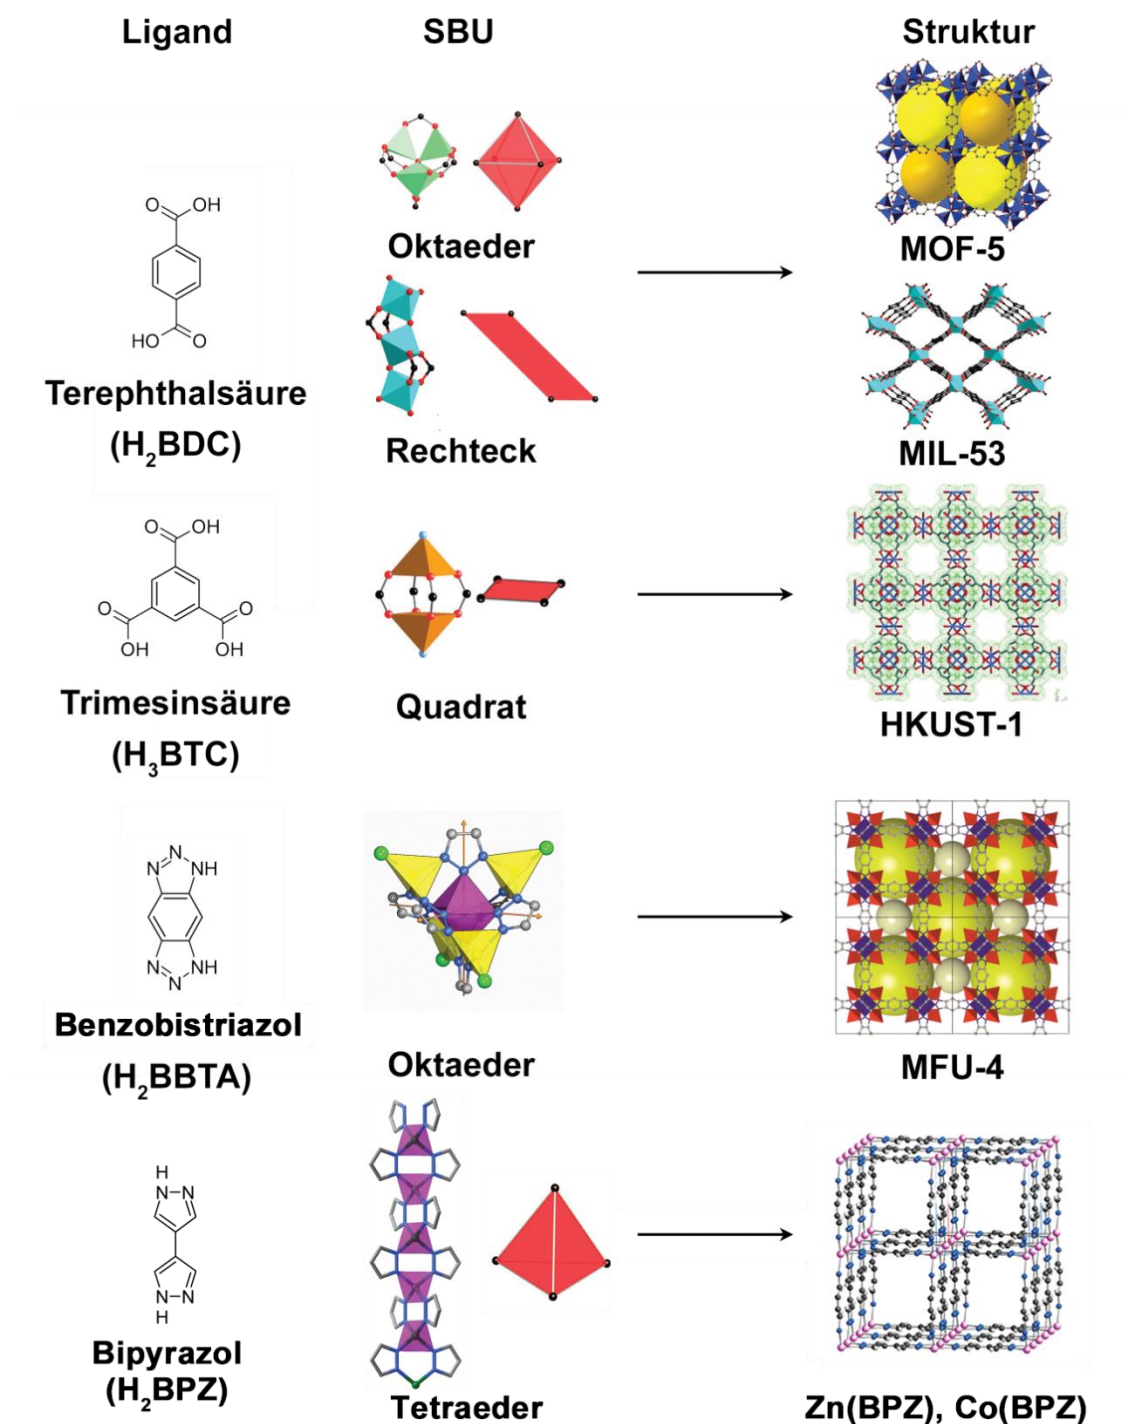 Ligand SBU Struktur
O OH
HO O
Terephthalsäure
(H₂BDC)
Oktaeder
Rechteck
MOF-5
MIL-53
O OH
O O
OH OH
Trimesinsäure
(H₃BTC)
Quadrat
HKUST-1
N
N NH
N NH
N
Benzobistriazol
(H₂BBTA)
Oktaeder
MFU-4
H
N-N
N-N
H
Bipyrazol
(H₂BPZ)
Tetraeder
Zn(BPZ), Co(BPZ)